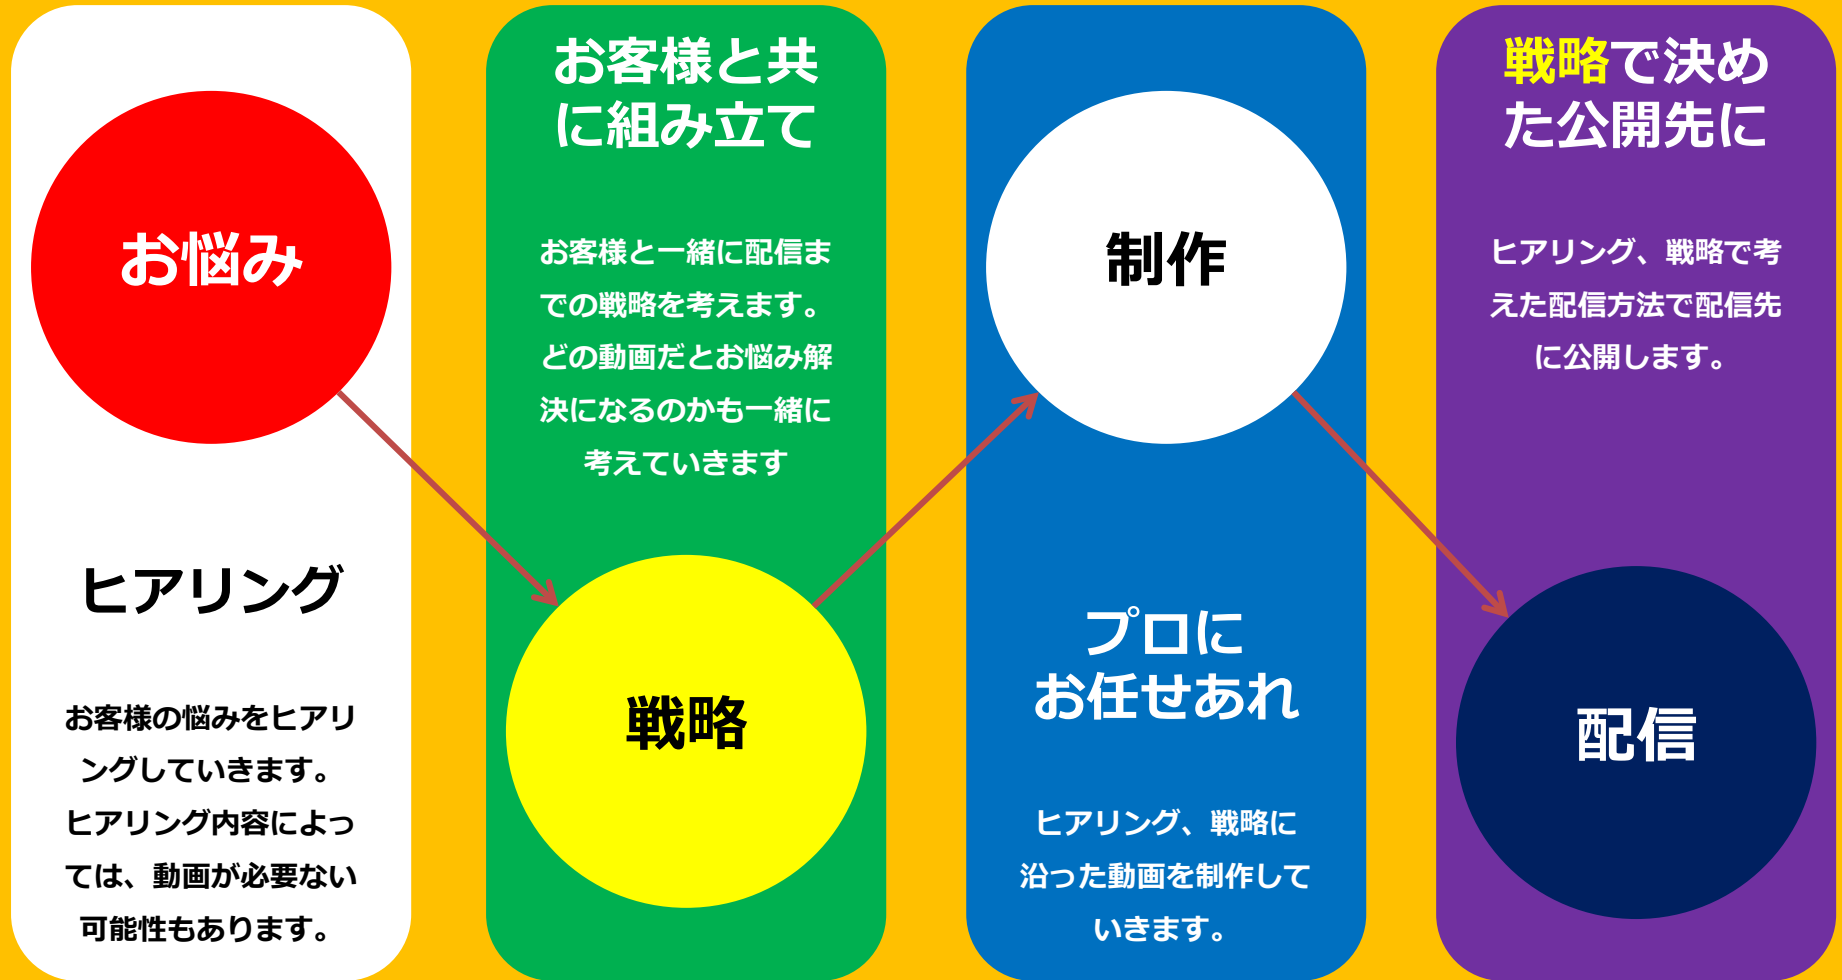 お悩み
ヒアリング
お客様の悩みをヒアリ
ングしていきます。
ヒアリング内容によっ
ては、動画が必要ない
可能性もあります。
お客様と共
に組み立て
お客様と一緒に配信ま
での戦略を考えます。
どの動画だとお悩み解
決になるのかも一緒に
考えていきます
戦略
制作
プロに
お任せあれ
ヒアリング、戦略に
沿った動画を制作して
いきます。
戦略で決め
た公開先に
ヒアリング、戦略で考
えた配信方法で配信先
に公開します。
配信